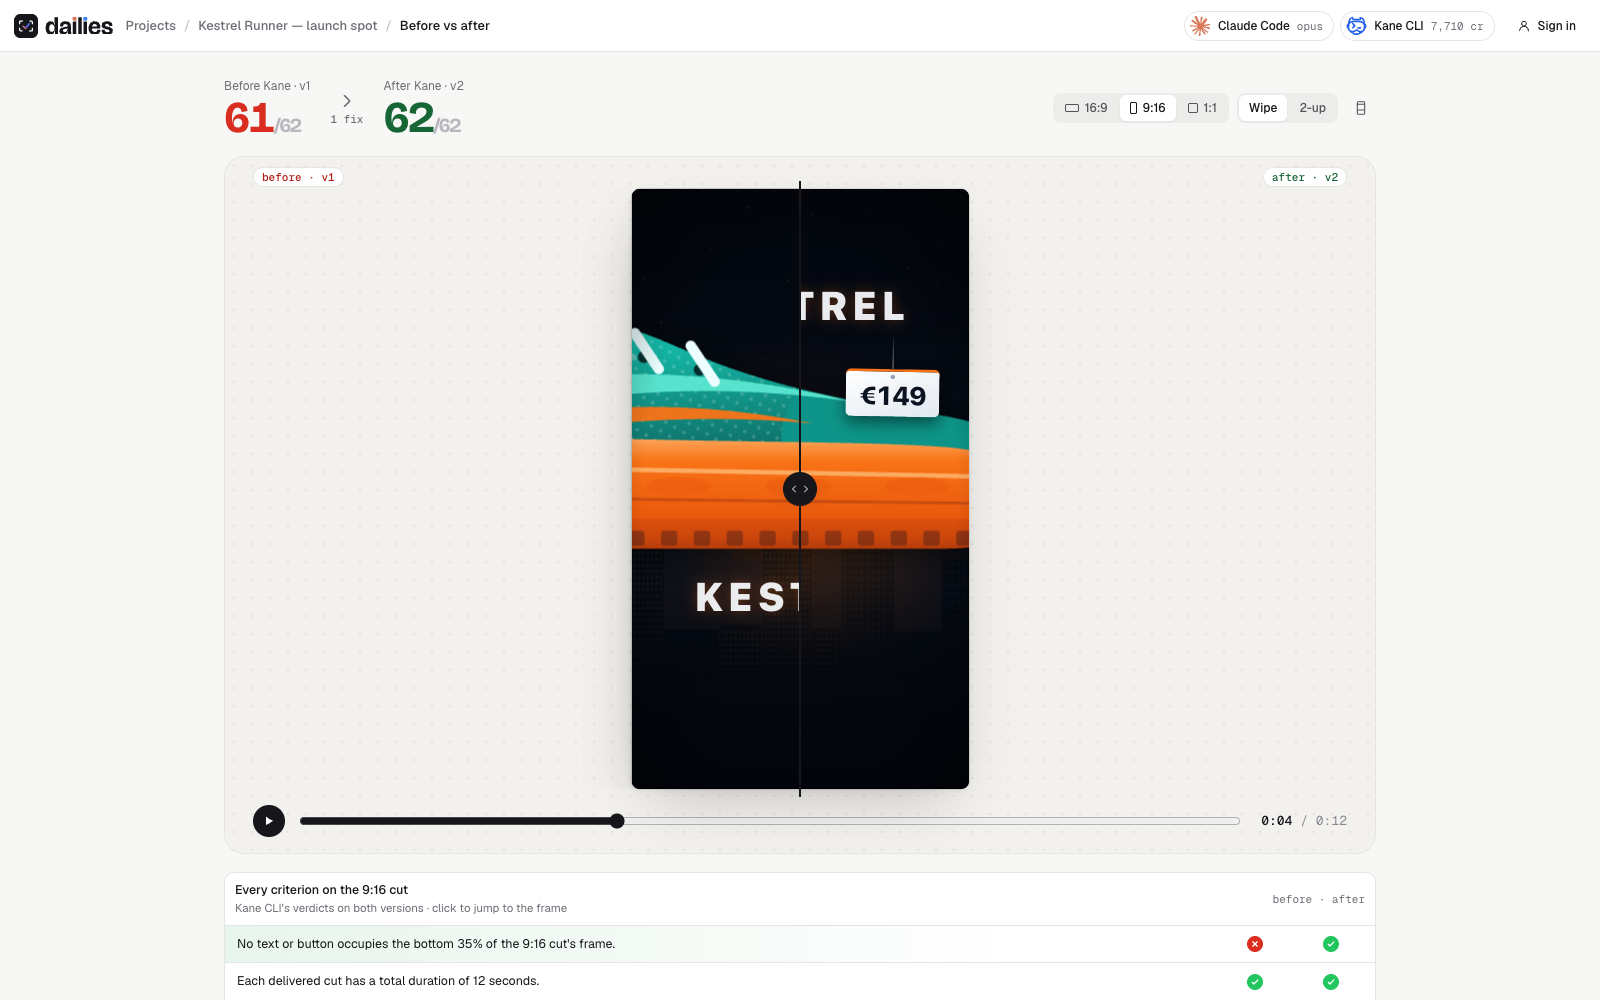 dailies Projects / Kestrel Runner — launch spot / Before vs after Claude Code opus Kane CLI 7,710 cr Sign in
Before Kane · v1 After Kane · v2
61/62 1 fix 62/62 16:9 9:16 1:1 Wipe 2-up
before · v1 after · v2
TREL
€149
KEST
0:04 / 0:12
Every criterion on the 9:16 cut
Kane CLI's verdicts on both versions · click to jump to the frame before · after
No text or button occupies the bottom 35% of the 9:16 cut's frame.
Each delivered cut has a total duration of 12 seconds.